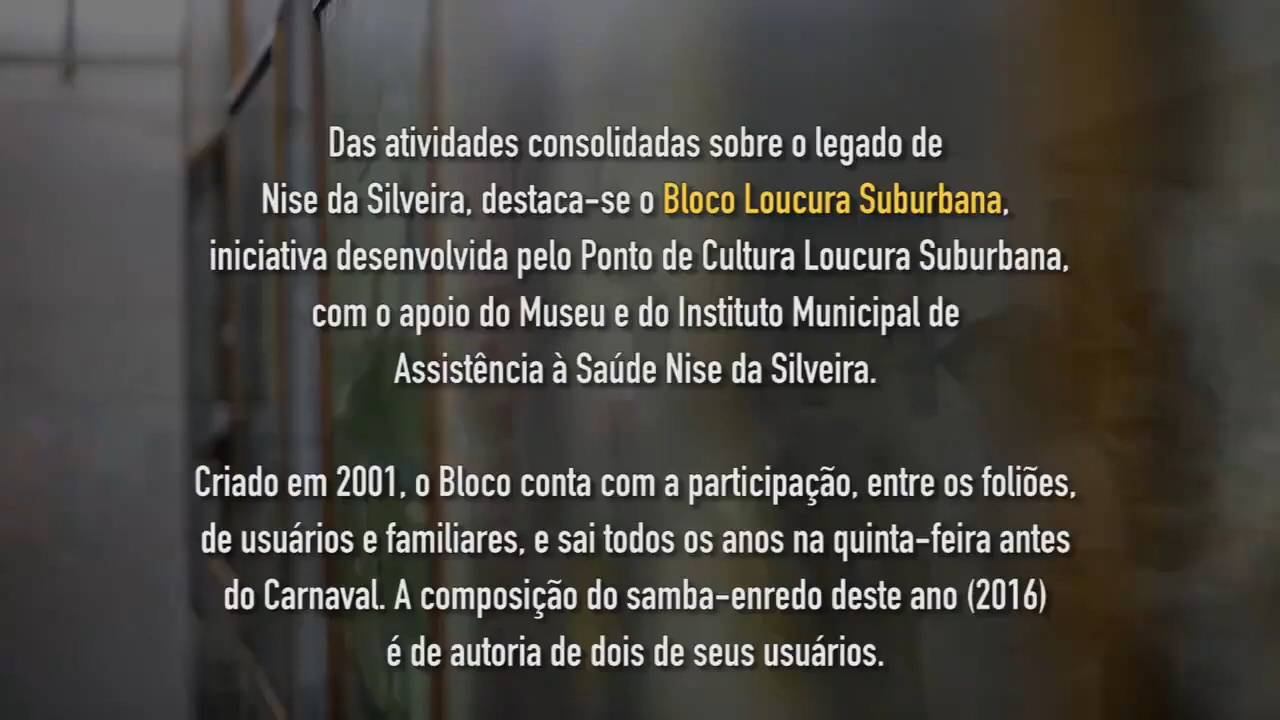 Das atividades consolidadas sobre o legado de
Nise da Silveira, destaca-se o Bloco Loucura Suburbana,
iniciativa desenvolvida pelo Ponto de Cultura Loucura Suburbana,
com o apoio do Museu e do Instituto Municipal de
Assistência à Saúde Nise da Silveira.
Criado em 2001, o Bloco conta com a participação, entre os foliões,
de usuários e familiares, e sai todos os anos na quinta-feira antes
do Carnaval. A composição do samba-enredo deste ano (2016)
é de autoria de dois de seus usuários.